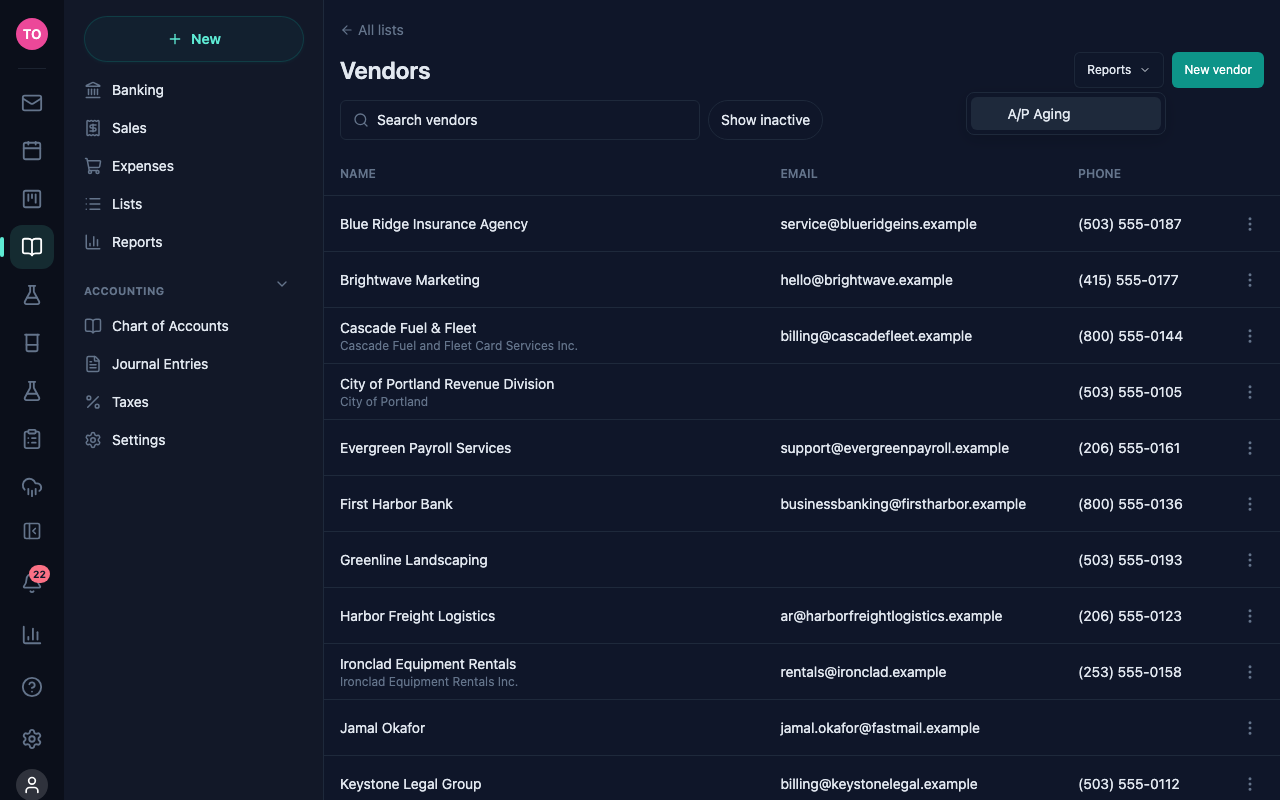 TO
22
New
Banking
Sales
Expenses
Lists
Reports
ACCOUNTING
Chart of Accounts
Journal Entries
Taxes
Settings
All lists
Vendors
Reports
New vendor
Search vendors
Show inactive
A/P Aging
NAME EMAIL PHONE
Blue Ridge Insurance Agency service@blueridgeins.example (503) 555-0187
Brightwave Marketing hello@brightwave.example (415) 555-0177
Cascade Fuel & Fleet billing@cascadefleet.example (800) 555-0144
Cascade Fuel and Fleet Card Services Inc.
City of Portland Revenue Division (503) 555-0105
City of Portland
Evergreen Payroll Services support@evergreenpayroll.example (206) 555-0161
First Harbor Bank businessbanking@firstharbor.example (800) 555-0136
Greenline Landscaping (503) 555-0193
Harbor Freight Logistics ar@harborfreightlogistics.example (206) 555-0123
Ironclad Equipment Rentals rentals@ironclad.example (253) 555-0158
Ironclad Equipment Rentals Inc.
Jamal Okafor jamal.okafor@fastmail.example
Keystone Legal Group billing@keystonelegal.example (503) 555-0112